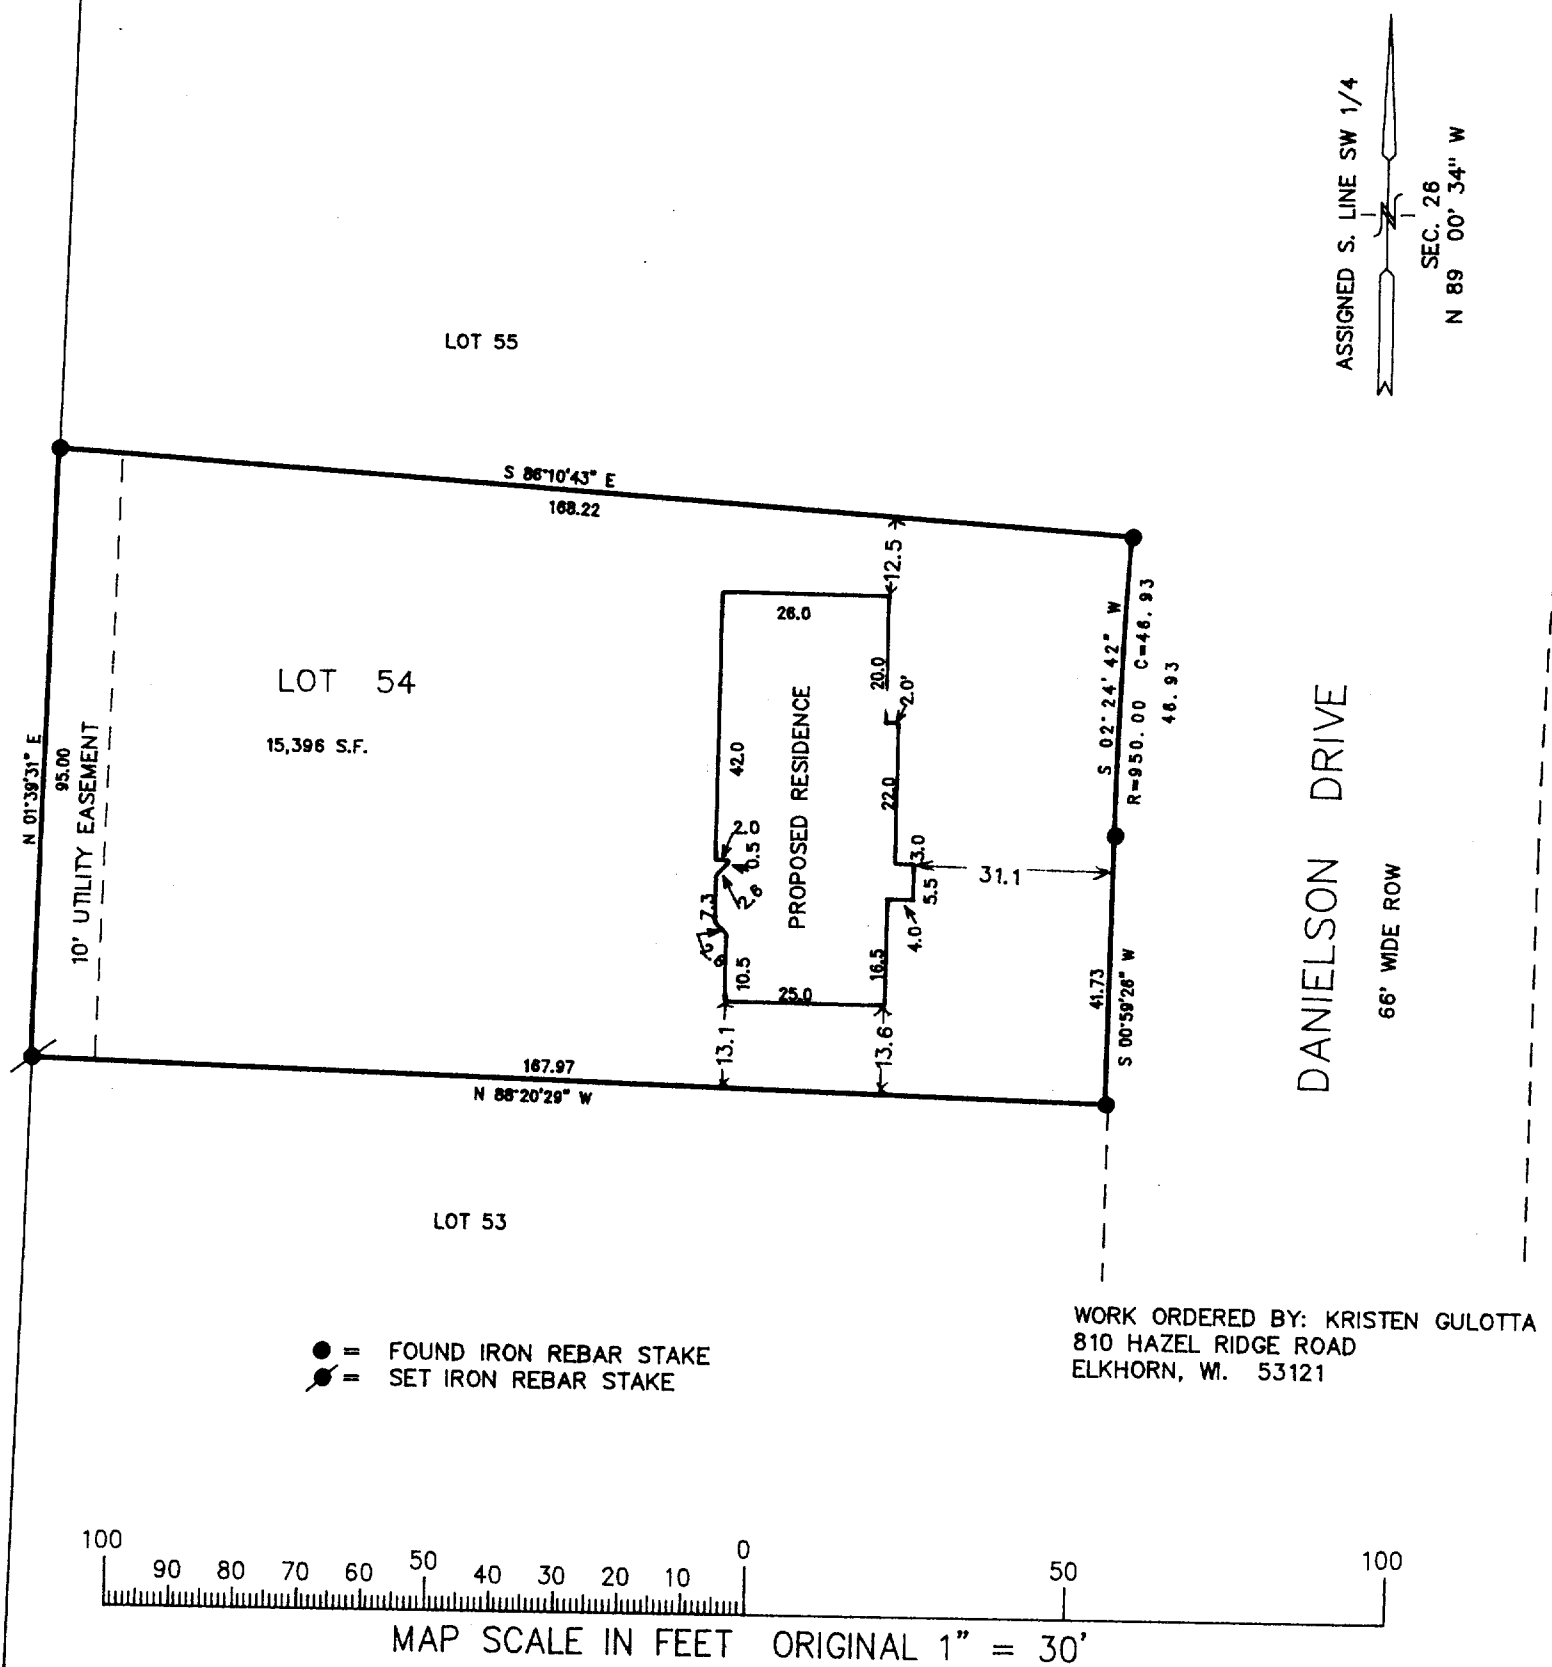 ASSIGNED S. LINE SW 1/4
SEC. 26
N 89 00' 34" W
LOT 55
S 86°10'43" E
168.22
12.5
26.0
LOT 54
15,396 S.F.
N 01°39'31" E
95.00
10' UTILITY EASEMENT
20.0
2.0'
42.0
PROPOSED RESIDENCE
22.0
2.0
0.5
2.8
7.3
2.8
10.5
3.0
5.5
4.0
16.5
31.1
25.0
13.1
13.6
S 02° 24' 42" W
R=950.00 C=46.93
46.93
41.73
S 00°59'26" W
DANIELSON DRIVE
66' WIDE ROW
167.97
N 88°20'29" W
LOT 53
WORK ORDERED BY: KRISTEN GULOTTA
810 HAZEL RIDGE ROAD
ELKHORN, WI. 53121
= FOUND IRON REBAR STAKE
= SET IRON REBAR STAKE
100 90 80 70 60 50 40 30 20 10 0 50 100
MAP SCALE IN FEET ORIGINAL 1" = 30'